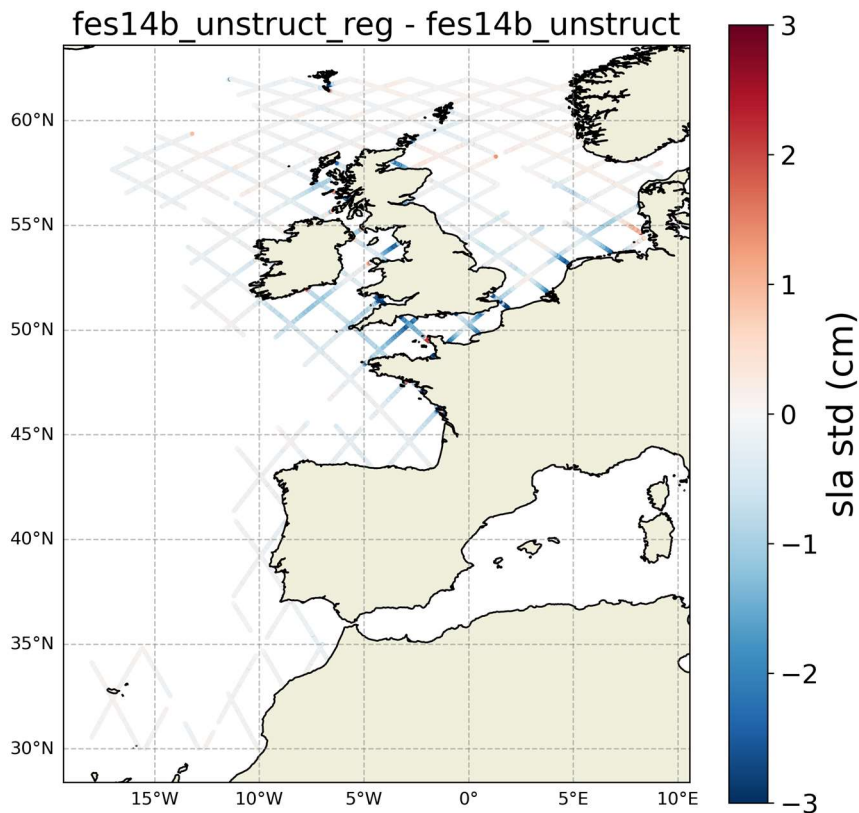 fes14b_unstruct_reg - fes14b_unstruct
60°N
55°N
50°N
45°N
40°N
35°N
30°N
15°W
10°W
5°W
0°
5°E
10°E
3
2
1
0
−1
−2
−3
sla std (cm)